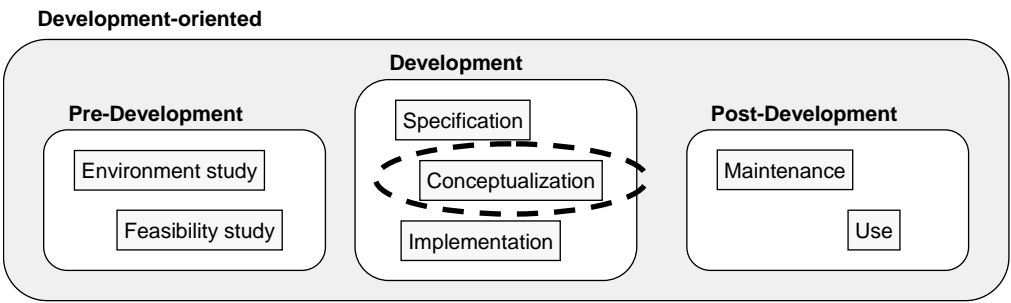 Development-oriented
Pre-Development
Environment study
Feasibility study
Development
Specification
Conceptualization
Implementation
Post-Development
Maintenance
Use